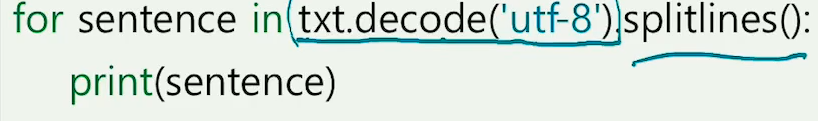 for sentence in txt.decode('utf-8').splitlines():
print(sentence)